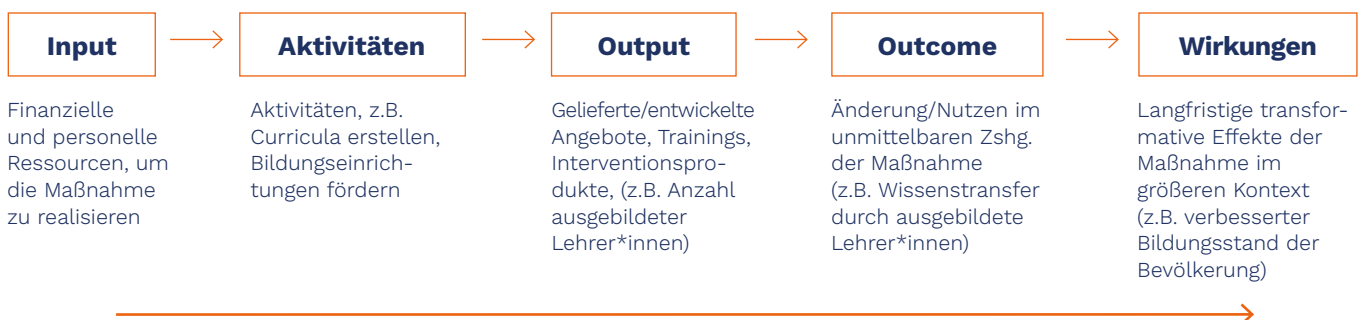 Input
Aktivitäten
Output
Outcome
Wirkungen
Finanzielle
und personelle
Ressourcen, um
die Maßnahme
zu realisieren
Aktivitäten, z.B.
Curricula erstellen,
Bildungseinrich-
tungen fördern
Gelieferte/entwickelte
Angebote, Trainings,
Interventionspro-
dukte, (z.B. Anzahl
ausgebildeter
Lehrer*innen)
Änderung/Nutzen im
unmittelbaren Zshg.
der Maßnahme
(z.B. Wissenstransfer
durch ausgebildete
Lehrer*innen)
Langfristige transfor-
mative Effekte der
Maßnahme im
größeren Kontext
(z.B. verbesserter
Bildungsstand der
Bevölkerung)